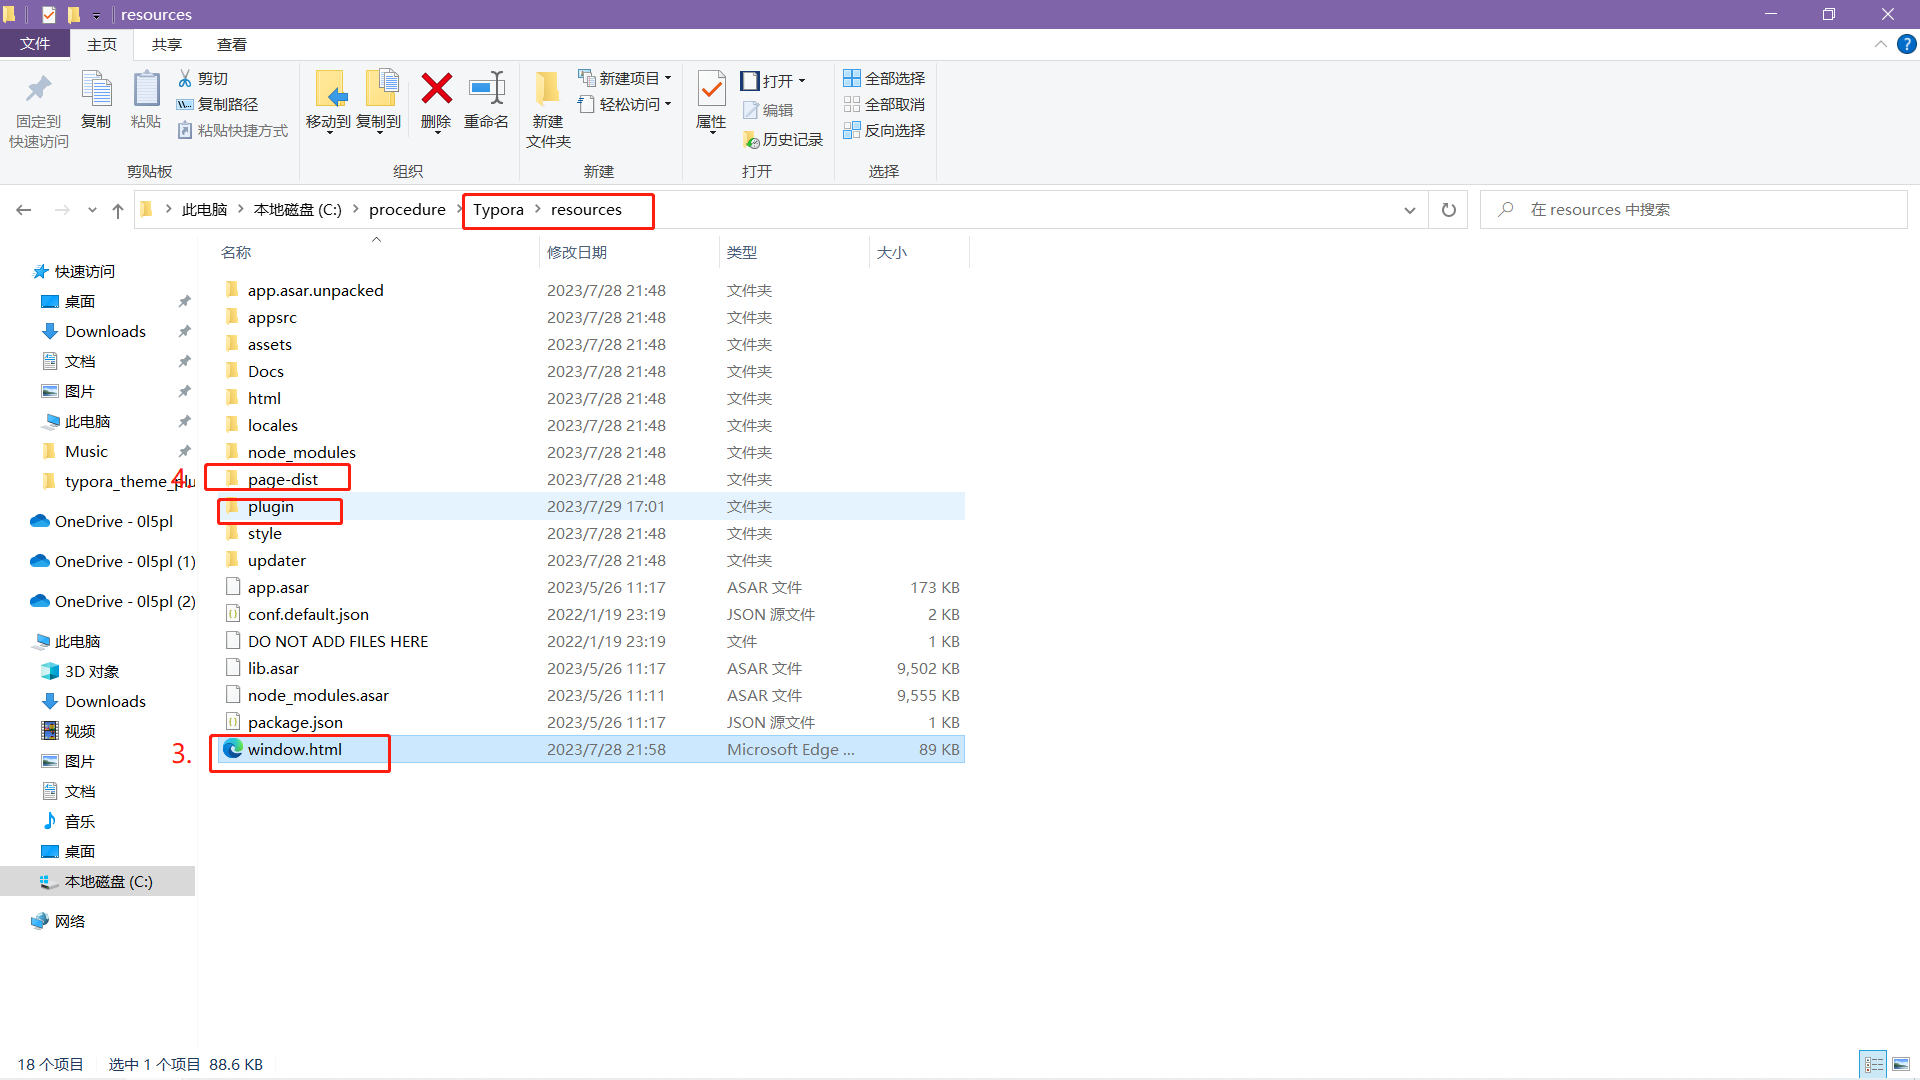 resources
文件 主页 共享 查看
固定到 快速访问 复制 粘贴 剪切 复制路径 粘贴快捷方式 移动到 复制到 删除 重命名 新建 文件夹 新建项目 轻松访问 属性 打开 编辑 历史记录 全部选择 全部取消 反向选择
剪贴板 组织 新建 打开 选择
此电脑 本地磁盘 (C:) procedure Typora resources 在 resources 中搜索
名称 修改日期 类型 大小
快速访问
桌面
Downloads
文档
图片
此电脑
Music
typora_theme_plu
OneDrive - 0l5pl
OneDrive - 0l5pl (1)
OneDrive - 0l5pl (2)
此电脑
3D 对象
Downloads
视频
图片
文档
音乐
桌面
本地磁盘 (C:)
网络
app.asar.unpacked 2023/7/28 21:48 文件夹
appsrc 2023/7/28 21:48 文件夹
assets 2023/7/28 21:48 文件夹
Docs 2023/7/28 21:48 文件夹
html 2023/7/28 21:48 文件夹
locales 2023/7/28 21:48 文件夹
node_modules 2023/7/28 21:48 文件夹
4. page-dist 2023/7/28 21:48 文件夹
plugin 2023/7/29 17:01 文件夹
style 2023/7/28 21:48 文件夹
updater 2023/7/28 21:48 文件夹
app.asar 2023/5/26 11:17 ASAR 文件 173 KB
conf.default.json 2022/1/19 23:19 JSON 源文件 2 KB
DO NOT ADD FILES HERE 2022/1/19 23:19 文件 1 KB
lib.asar 2023/5/26 11:17 ASAR 文件 9,502 KB
node_modules.asar 2023/5/26 11:11 ASAR 文件 9,555 KB
package.json 2023/5/26 11:17 JSON 源文件 1 KB
3. window.html 2023/7/28 21:58 Microsoft Edge ... 89 KB
18 个项目 选中 1 个项目 88.6 KB